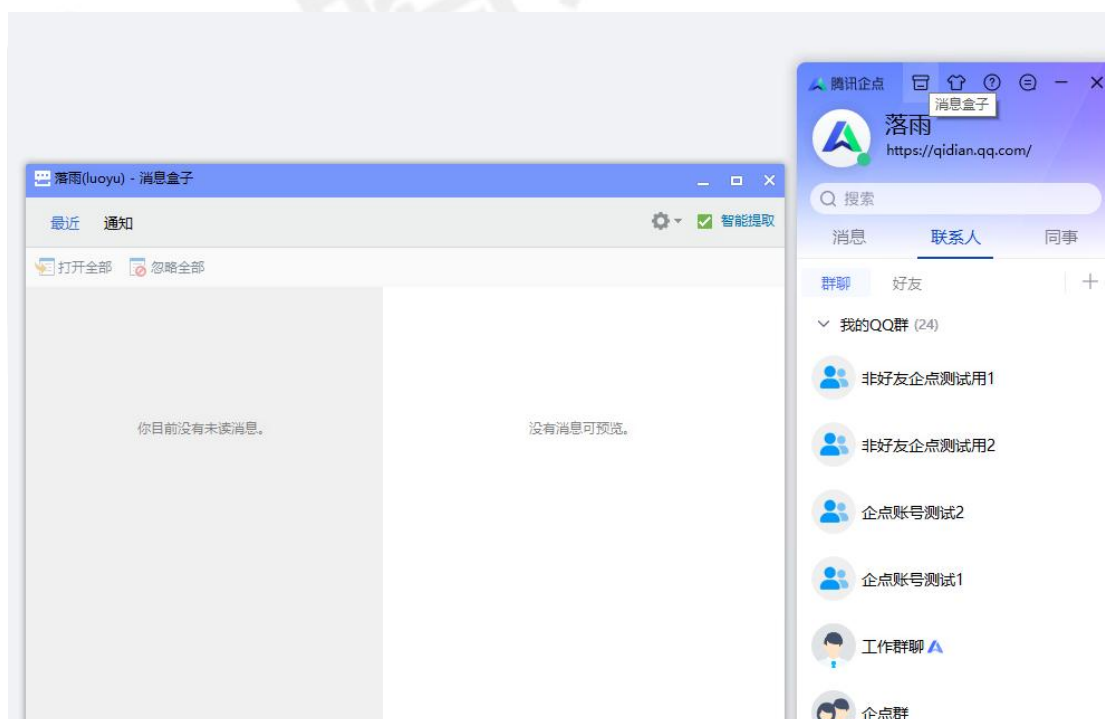 腾讯企点
消息盒子
落雨
https://qidian.qq.com/
搜索
消息 联系人 同事
群聊 好友
我的QQ群 (24)
非好友企点测试用1
非好友企点测试用2
企点账号测试2
企点账号测试1
工作群聊
企点群
落雨(luoyu) - 消息盒子
最近 通知 智能提取
打开全部 忽略全部
你目前没有未读消息。 没有消息可预览。